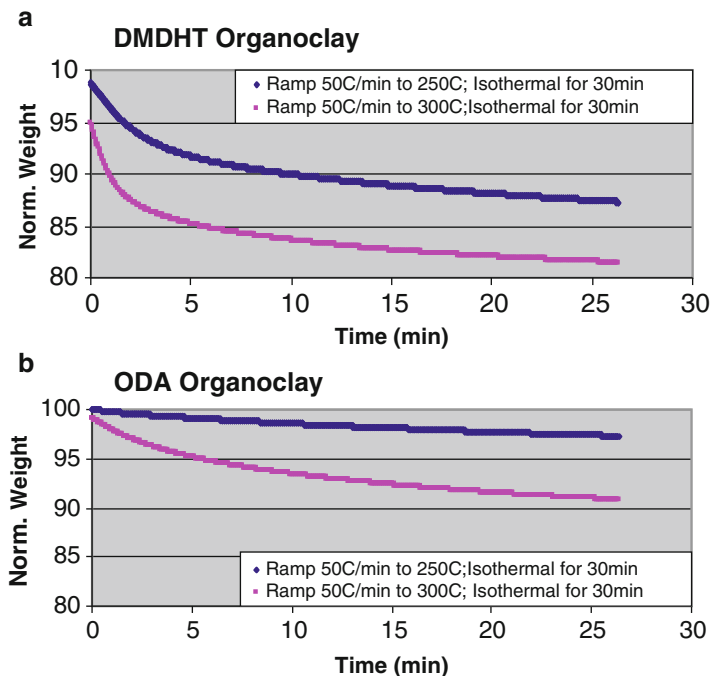 a
DMDHT Organoclay
Ramp 50C/min to 250C; Isothermal for 30min
Ramp 50C/min to 300C;Isothermal for 30min
10
95
90
85
80
Norm. Weight
0 5 10 15 20 25 30
Time (min)
b
ODA Organoclay
100
95
90
85
80
Norm. Weight
Ramp 50C/min to 250C;Isothermal for 30min
Ramp 50C/min to 300C; Isothermal for 30min
0 5 10 15 20 25 30
Time (min)